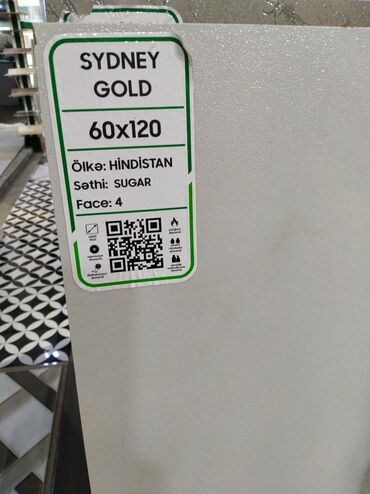 SYDNEY
GOLD
60x120
Ölkə: HİNDİSTAN
Səthi: SUGAR
Face: 4